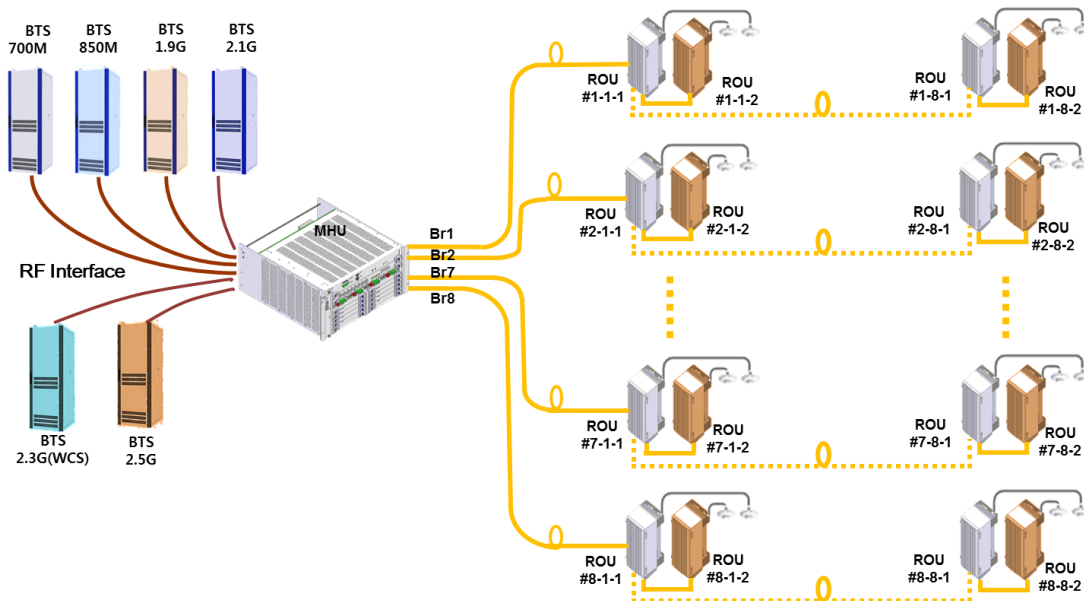 BTS
700M
BTS
850M
BTS
1.9G
BTS
2.1G
RF Interface
BTS
2.3G(WCS)
BTS
2.5G
MHU
Br1
Br2
Br7
Br8
ROU
#1-1-1
ROU
#1-1-2
ROU
#1-8-1
ROU
#1-8-2
ROU
#2-1-1
ROU
#2-1-2
ROU
#2-8-1
ROU
#2-8-2
ROU
#7-1-1
ROU
#7-1-2
ROU
#7-8-1
ROU
#7-8-2
ROU
#8-1-1
ROU
#8-1-2
ROU
#8-8-1
ROU
#8-8-2